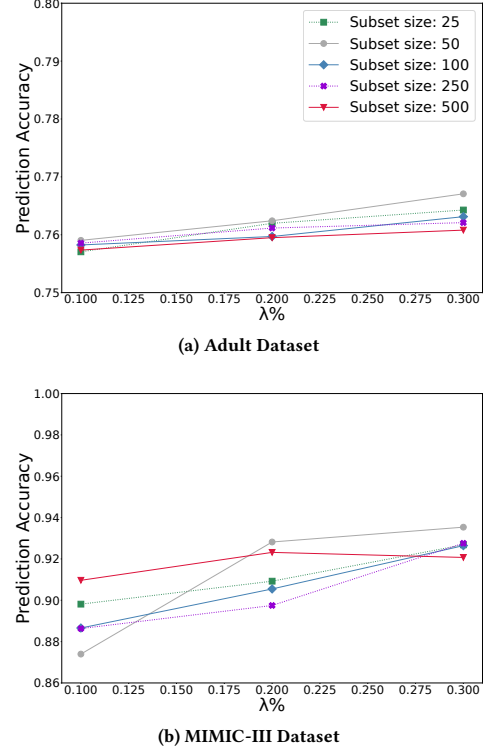 0.80
0.79
0.78
0.77
0.76
0.75
Prediction Accuracy
Subset size: 25
Subset size: 50
Subset size: 100
Subset size: 250
Subset size: 500
0.100 0.125 0.150 0.175 0.200 0.225 0.250 0.275 0.300
λ%
(a) Adult Dataset
1.00
0.98
0.96
0.94
0.92
0.90
0.88
0.86
Prediction Accuracy
0.100 0.125 0.150 0.175 0.200 0.225 0.250 0.275 0.300
λ%
(b) MIMIC-III Dataset